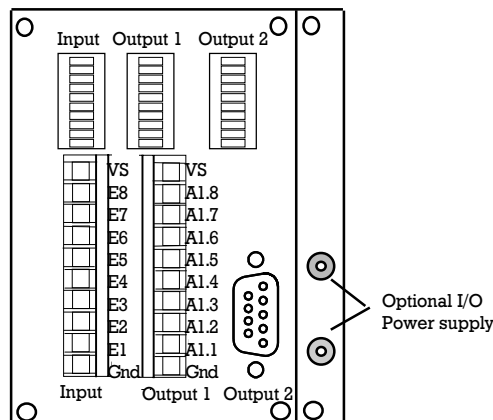 Input Output 1 Output 2
VS VS
E8 A1.8
E7 A1.7
E6 A1.6
E5 A1.5
E4 A1.4
E3 A1.3
E2 A1.2
E1 A1.1
Gnd Gnd
Input Output 1 Output 2
Optional I/O
Power supply